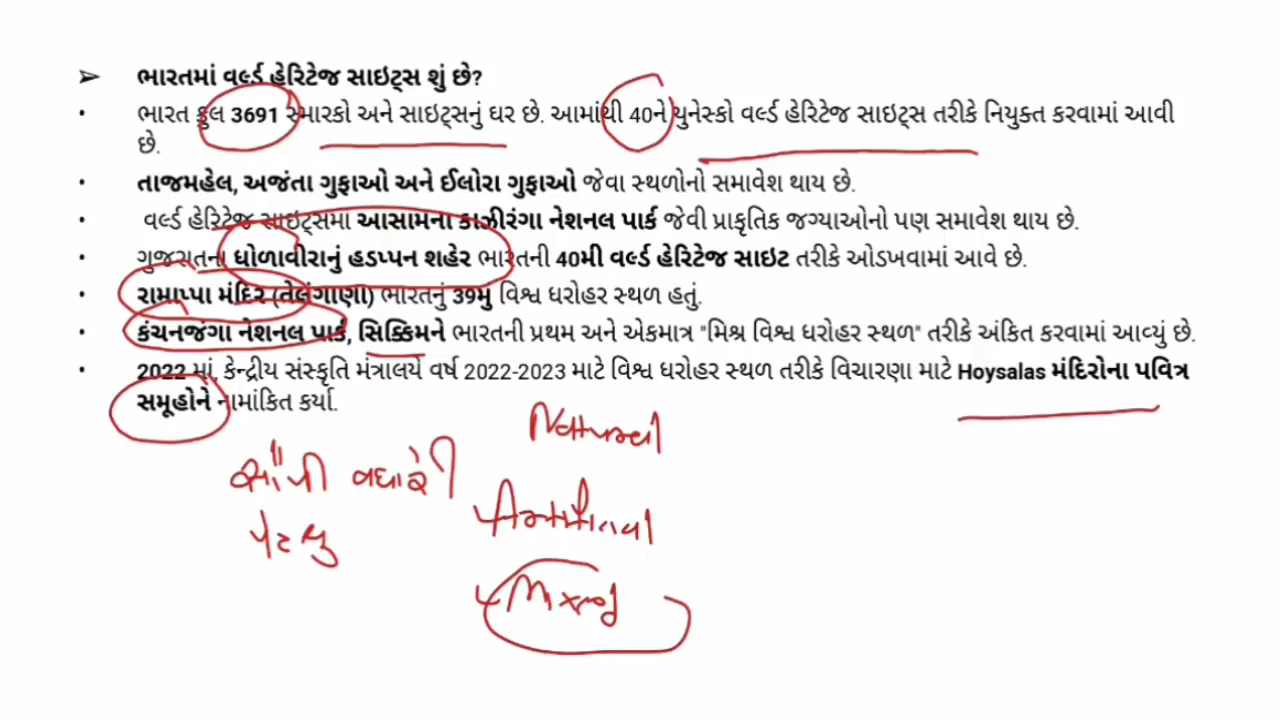 ➢ ભારતમાં વર્લ્ડ હેરિટેજ સાઇટ્સ શું છે?
• ભારત કુલ 3691 સ્મારકો અને સાઇટ્સનું ઘર છે. આમાંથી 40ને યુનેસ્કો વર્લ્ડ હેરિટેજ સાઇટ્સ તરીકે નિયુક્ત કરવામાં આવી
છે.
• તાજમહેલ, અજંતા ગુફાઓ અને ઈલોરા ગુફાઓ જેવા સ્થળોનો સમાવેશ થાય છે.
• વર્લ્ડ હેરિટેજ સાઇટ્સમાં આસામના કાઝીરંગા નેશનલ પાર્ક જેવી પ્રાકૃતિક જગ્યાઓનો પણ સમાવેશ થાય છે.
• ગુજરાતના ધોળાવીરાનું હડપ્પન શહેર ભારતની 40મી વર્લ્ડ હેરિટેજ સાઇટ તરીકે ઓડખવામાં આવે છે.
• રામાપ્પા મંદિર (તેલંગાણા) ભારતનું 39મુ વિશ્વ ધરોહર સ્થળ હતું.
• કંચનજંગા નેશનલ પાર્ક, સિક્કિમને ભારતની પ્રથમ અને એકમાત્ર "મિશ્ર વિશ્વ ધરોહર સ્થળ" તરીકે અંકિત કરવામાં આવ્યું છે.
• 2022 માં, કેન્દ્રીય સંસ્કૃતિ મંત્રાલયે વર્ષ 2022-2023 માટે વિશ્વ ધરોહર સ્થળ તરીકે વિચારણા માટે Hoysalas મંદિરોના પવિત્ર
સમૂહોને નામાંકિત કર્યા.
વધારે
Mixed